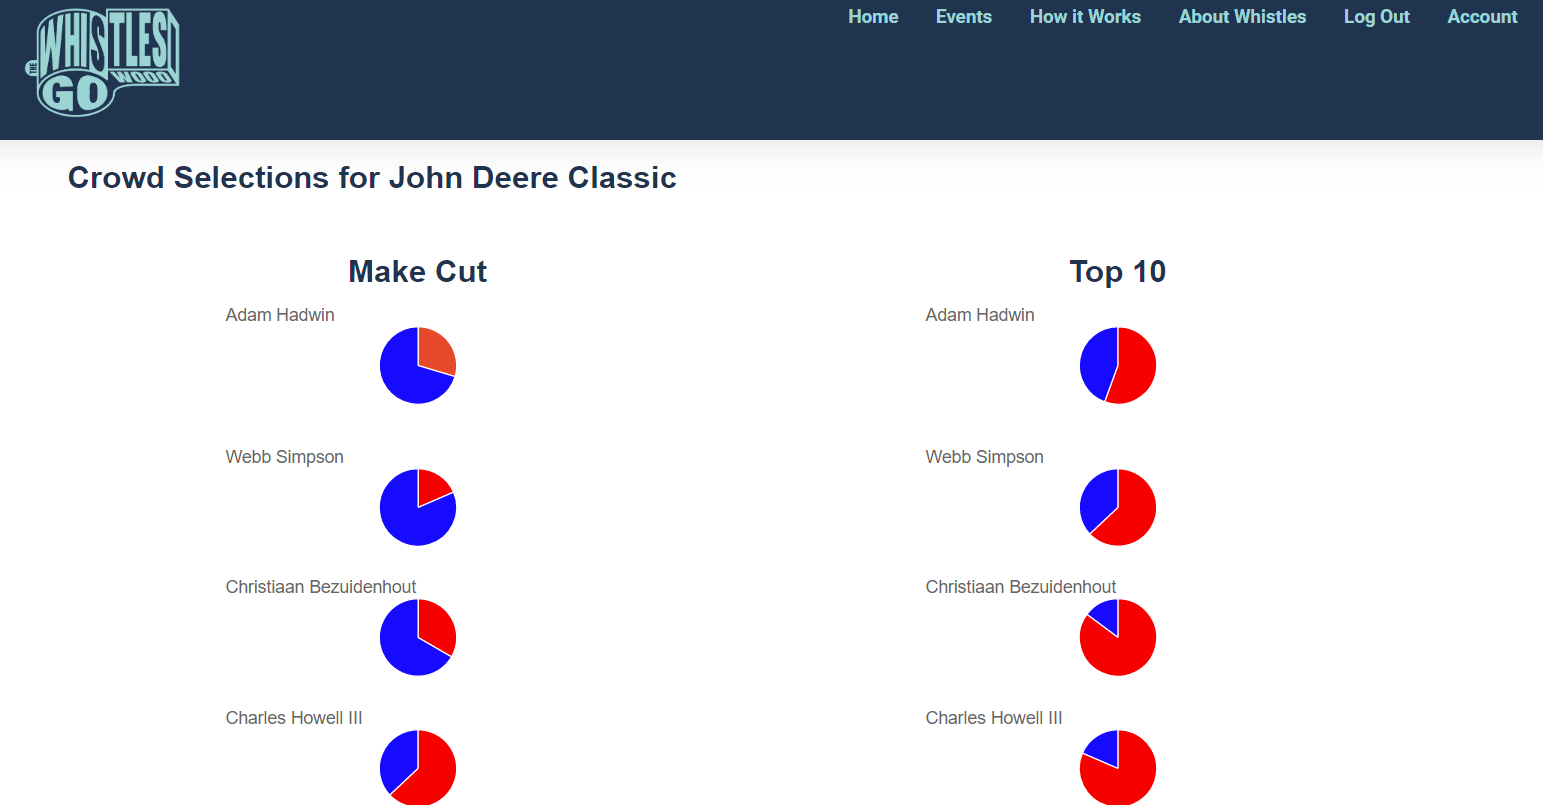 THE
WHISTLES
GO
WOOO
Home Events How it Works About Whistles Log Out Account
Crowd Selections for John Deere Classic
Make Cut Top 10
Adam Hadwin Adam Hadwin
Webb Simpson Webb Simpson
Christiaan Bezuidenhout Christiaan Bezuidenhout
Charles Howell III Charles Howell III